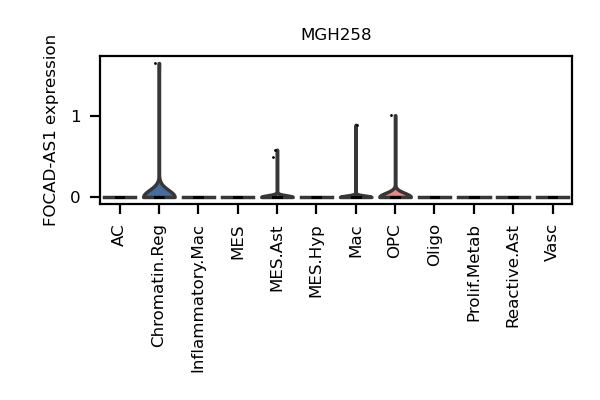 MGH258
FOCAD-AS1 expression
1
0
AC
Chromatin.Reg
Inflammatory.Mac
MES
MES.Ast
MES.Hyp
Mac
OPC
Oligo
Prolif.Metab
Reactive.Ast
Vasc